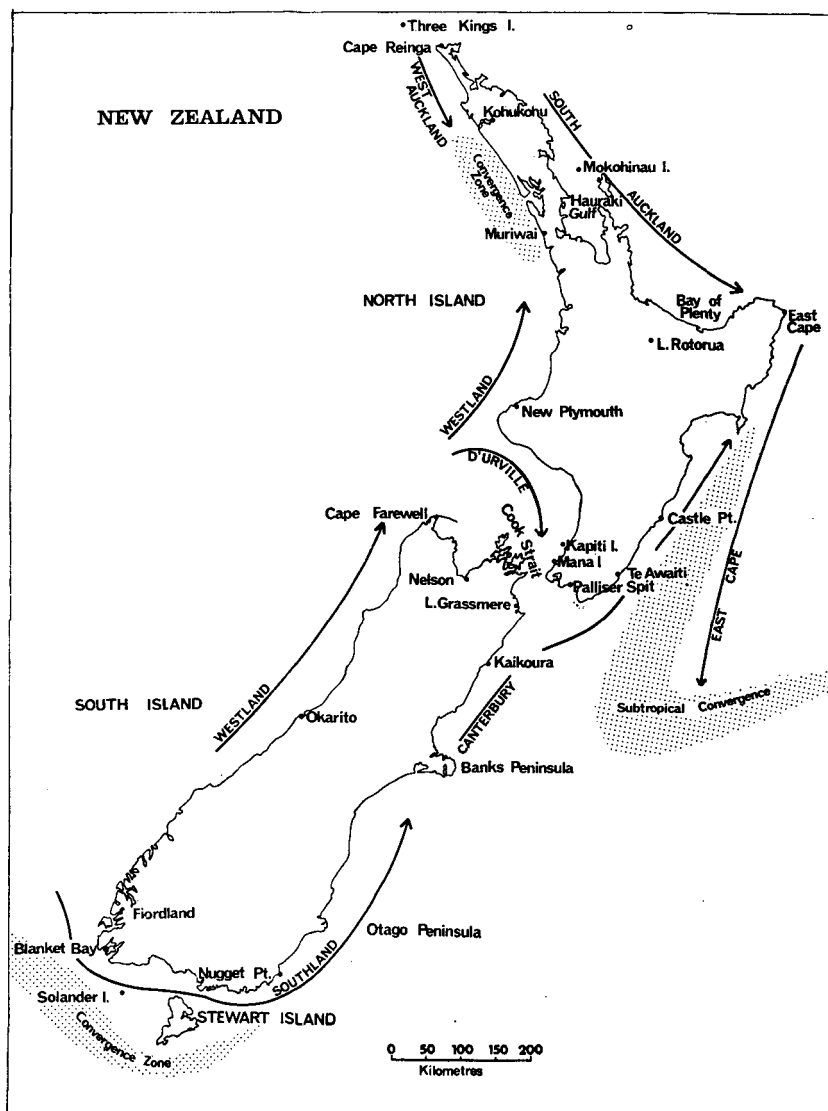 Three Kings I.
Cape Reinga
WEST
AUCKLAND
NEW ZEALAND
Kohukohu
SOUTH
AUCKLAND
Mokohinau I.
Convergence
Zone
Hauraki
Gulf
Muriwai
NORTH ISLAND
Bay of
Plenty
East
Cape
L. Rotorua
WESTLAND
New Plymouth
D'URVILLE
Cape Farewell
Cook Strait
Castle Pt.
Kapiti I.
Mana I
Nelson
Te Awaiti
Palliser Spit
L. Grassmere
EAST CAPE
Kaikoura
SOUTH ISLAND
WESTLAND
Okarito
CANTERBURY
Subtropical Convergence
Banks Peninsula
Fiordland
Otago Peninsula
Blanket Bay
Nugget Pt.
SOUTHLAND
Solander I.
STEWART ISLAND
Convergence Zone
0 50 100 150 200
Kilometres